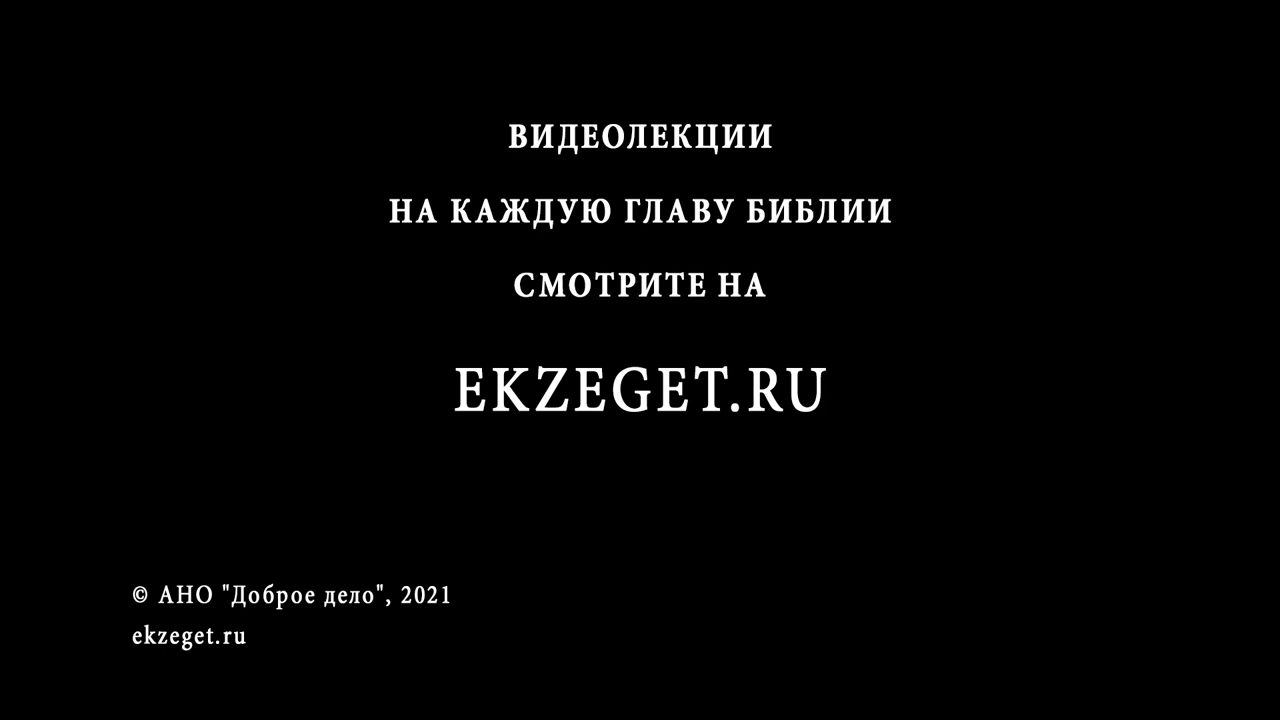 ВИДЕОЛЕКЦИИ
НА КАЖДУЮ ГЛАВУ БИБЛИИ
СМОТРИТЕ НА
EKZEGET.RU
© АНО "Доброе дело", 2021
ekzeget.ru